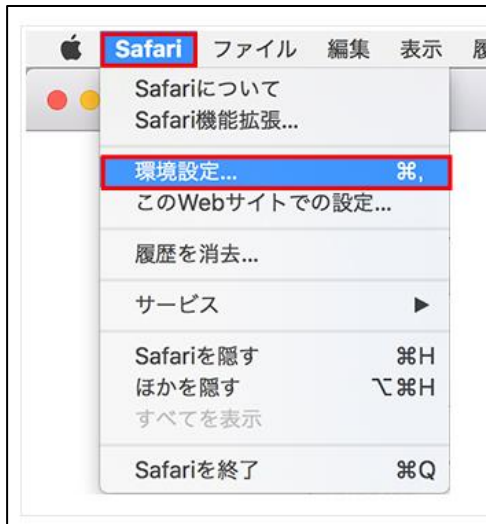 Safari ファイル 編集 表示
Safariについて
Safari機能拡張...
環境設定... ⌘,
このWebサイトでの設定...
履歴を消去...
サービス ▶
Safariを隠す ⌘H
ほかを隠す ⌥⌘H
すべてを表示
Safariを終了 ⌘Q